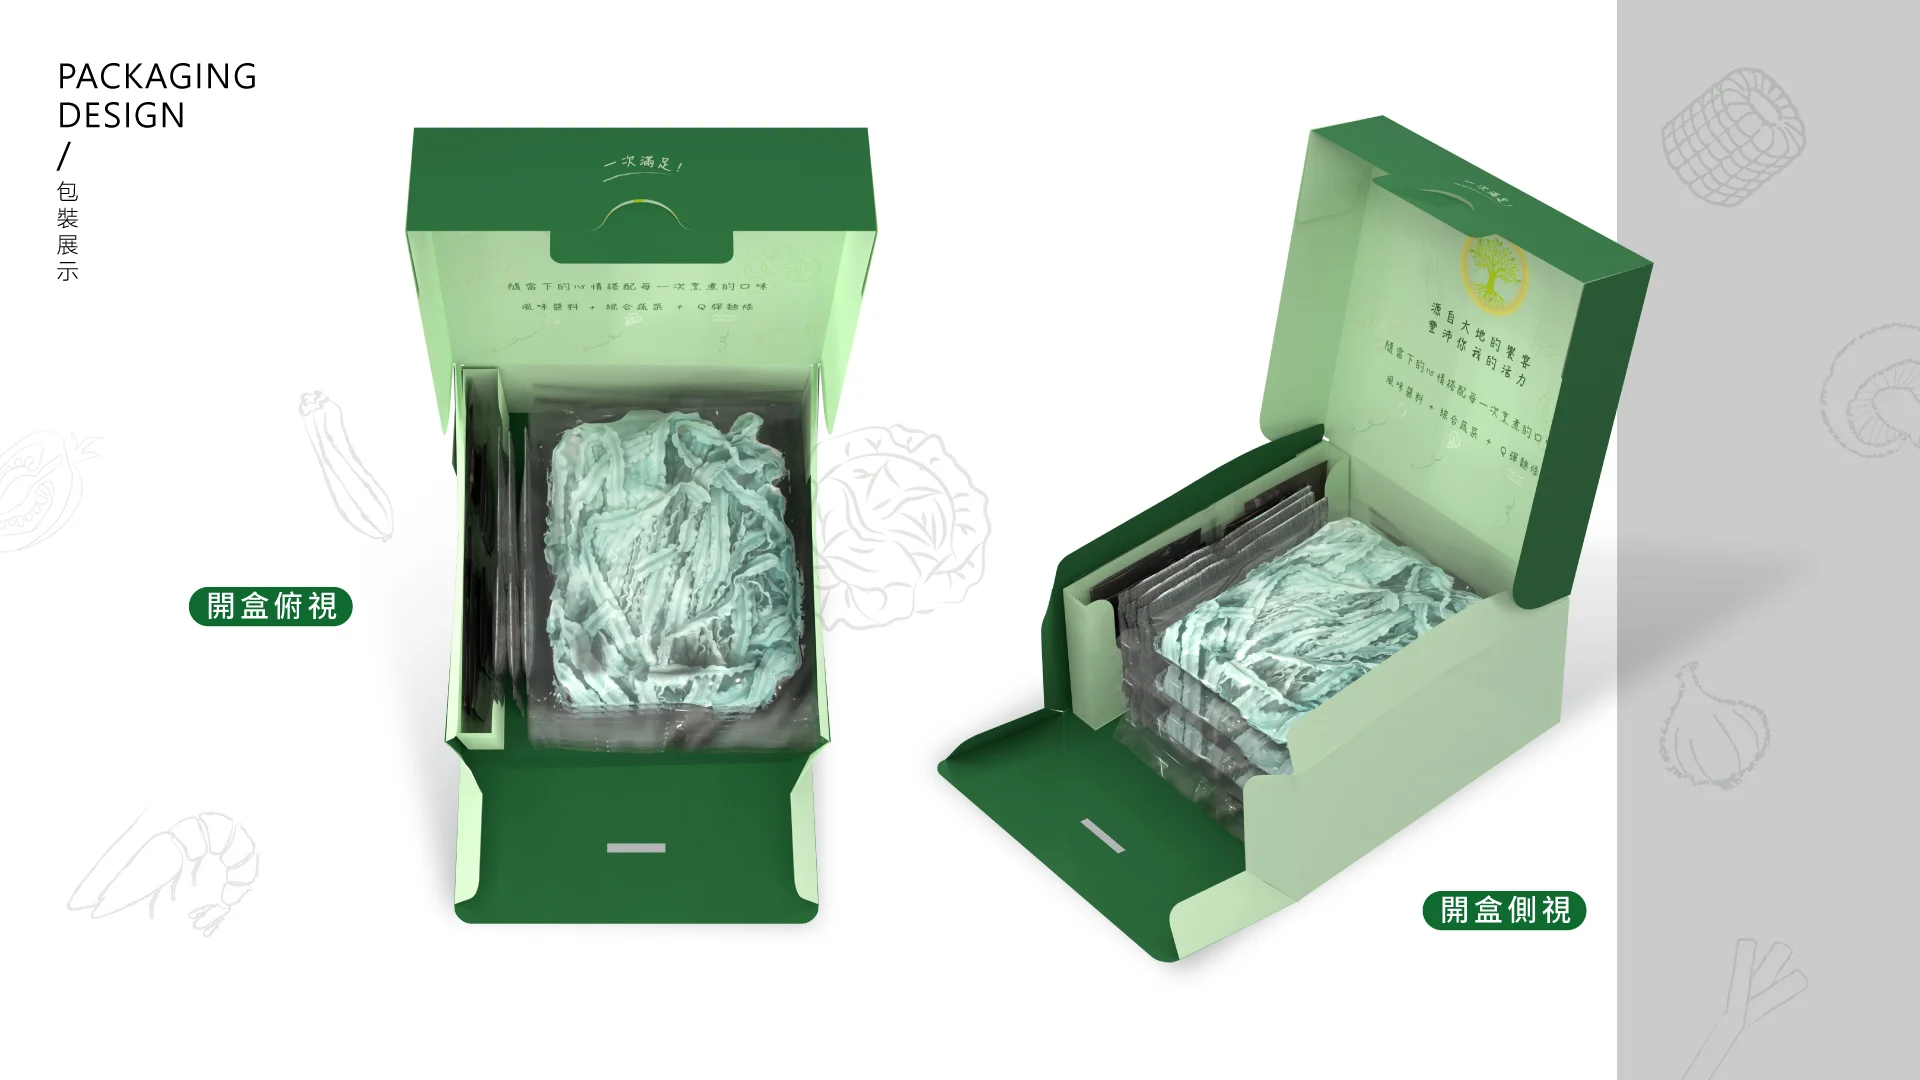 PACKAGING
DESIGN
/
包裝展示
一次滿足!
隨當下的心情搭配每一次烹煮的口味
風味醬料 + 綜合蔬菜 + Q彈麵條
開盒俯視
一次滿足!
源自大地的饗宴
豐沛你我的活力
隨當下的心情搭配每一次烹煮的口
風味醬料 + 綜合蔬菜 + Q彈麵條
開盒側視